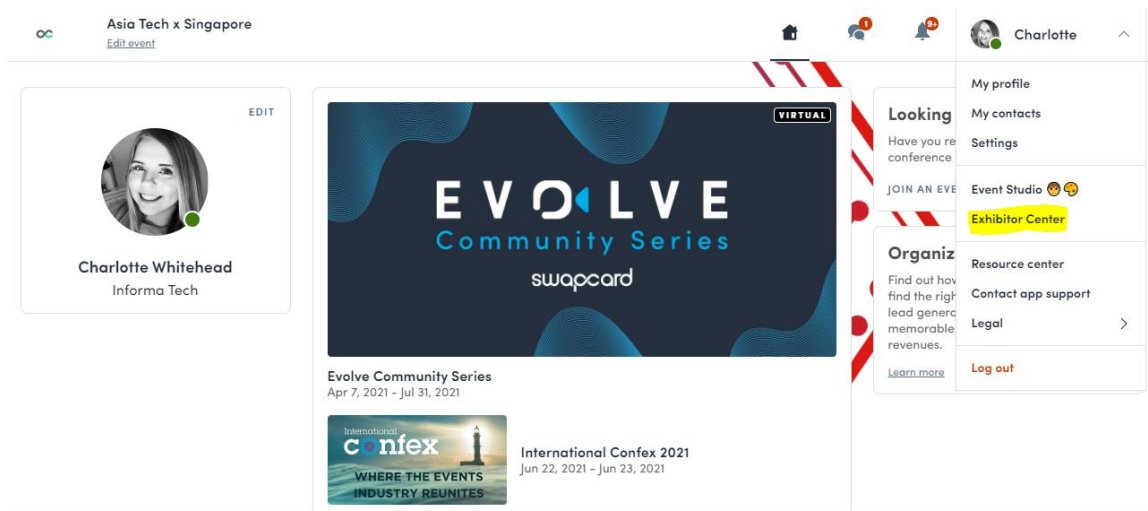 Asia Tech x Singapore
Edit event
1
9+
Charlotte
EDIT
Charlotte Whitehead
Informa Tech
VIRTUAL
EVOLVE
Community Series
swapcard
Evolve Community Series
Apr 7, 2021 - Jul 31, 2021
International
confex
WHERE THE EVENTS
INDUSTRY REUNITES
International Confex 2021
Jun 22, 2021 - Jun 23, 2021
Looking
Have you re
conference
JOIN AN EVE
Organiz
Find out how
find the righ
lead genera
memorable
revenues.
Learn more
My profile
My contacts
Settings
Event Studio 🧑🎨
Exhibitor Center
Resource center
Contact app support
Legal
Log out